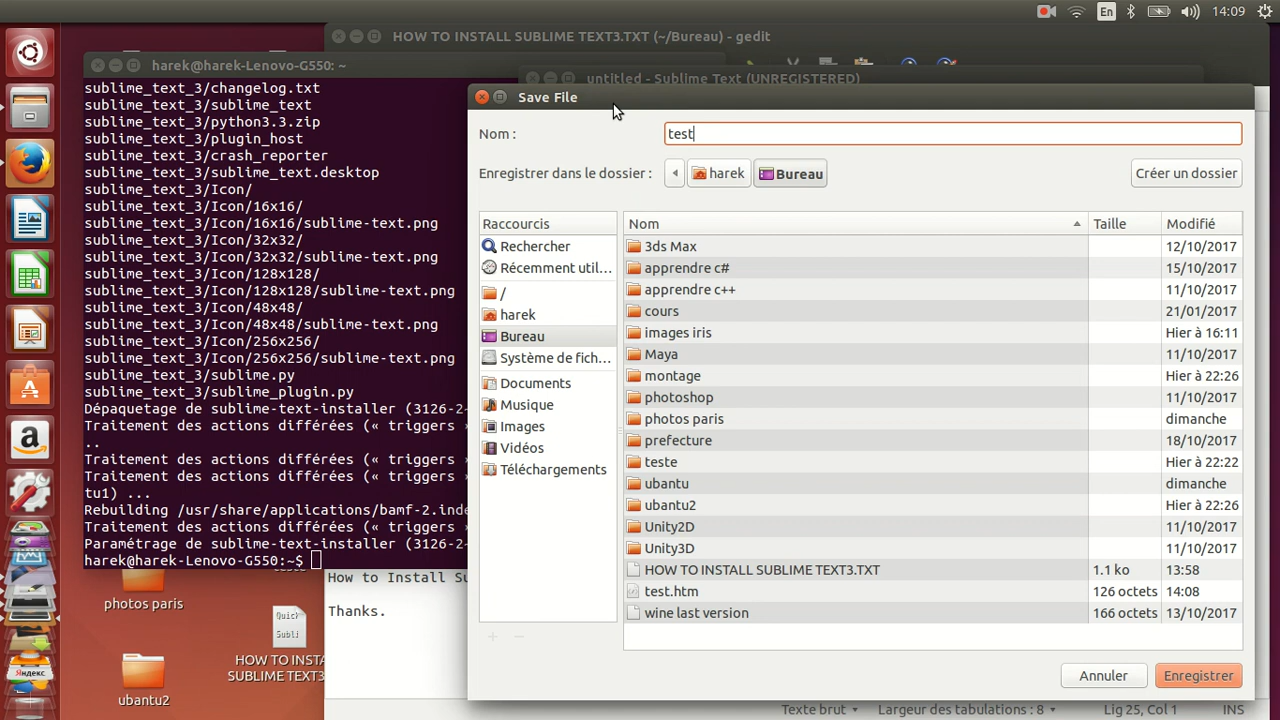 En
14:09
HOW TO INSTALL SUBLIME TEXT3.TXT (~/Bureau) - gedit
harek@harek-Lenovo-G550: ~
untitled - Sublime Text (UNREGISTERED)
sublime_text_3/changelog.txt
sublime_text_3/sublime_text
sublime_text_3/python3.3.zip
sublime_text_3/plugin_host
sublime_text_3/crash_reporter
sublime_text_3/sublime_text.desktop
sublime_text_3/Icon/
sublime_text_3/Icon/16x16/
sublime_text_3/Icon/16x16/sublime-text.png
sublime_text_3/Icon/32x32/
sublime_text_3/Icon/32x32/sublime-text.png
sublime_text_3/Icon/128x128/
sublime_text_3/Icon/128x128/sublime-text.png
sublime_text_3/Icon/48x48/
sublime_text_3/Icon/48x48/sublime-text.png
sublime_text_3/Icon/256x256/
sublime_text_3/Icon/256x256/sublime-text.png
sublime_text_3/sublime.py
sublime_text_3/sublime_plugin.py
Dépaquetage de sublime-text-installer (3126-2~
Traitement des actions différées (« triggers »
..
Traitement des actions différées (« triggers »
Traitement des actions différées (« triggers »
tu1) ...
Rebuilding /usr/share/applications/bamf-2.inde
Traitement des actions différées (« triggers »
Paramétrage de sublime-text-installer (3126-2~
harek@harek-Lenovo-G550:~$
Save File
Nom :
test
Enregistrer dans le dossier :
harek
Bureau
Créer un dossier
Raccourcis
Rechercher
Récemment util...
/
harek
Bureau
Système de fich...
Documents
Musique
Images
Vidéos
Téléchargements
Nom Taille Modifié
3ds Max 12/10/2017
apprendre c# 15/10/2017
apprendre c++ 11/10/2017
cours 21/01/2017
images iris Hier à 16:11
Maya 11/10/2017
montage Hier à 22:26
photoshop 11/10/2017
photos paris dimanche
prefecture 18/10/2017
teste Hier à 22:22
ubantu dimanche
ubantu2 Hier à 22:26
Unity2D 11/10/2017
Unity3D 11/10/2017
HOW TO INSTALL SUBLIME TEXT3.TXT 1.1 ko 13:58
test.htm 126 octets 14:08
wine last version 166 octets 13/10/2017
Annuler
Enregistrer
How to Install Su
Thanks.
photos paris
Quick
Subli
HOW TO INSTA
SUBLIME TEXT3
ubantu2
Яндекс
Texte brut
Largeur des tabulations : 8
Lig 25, Col 1
INS